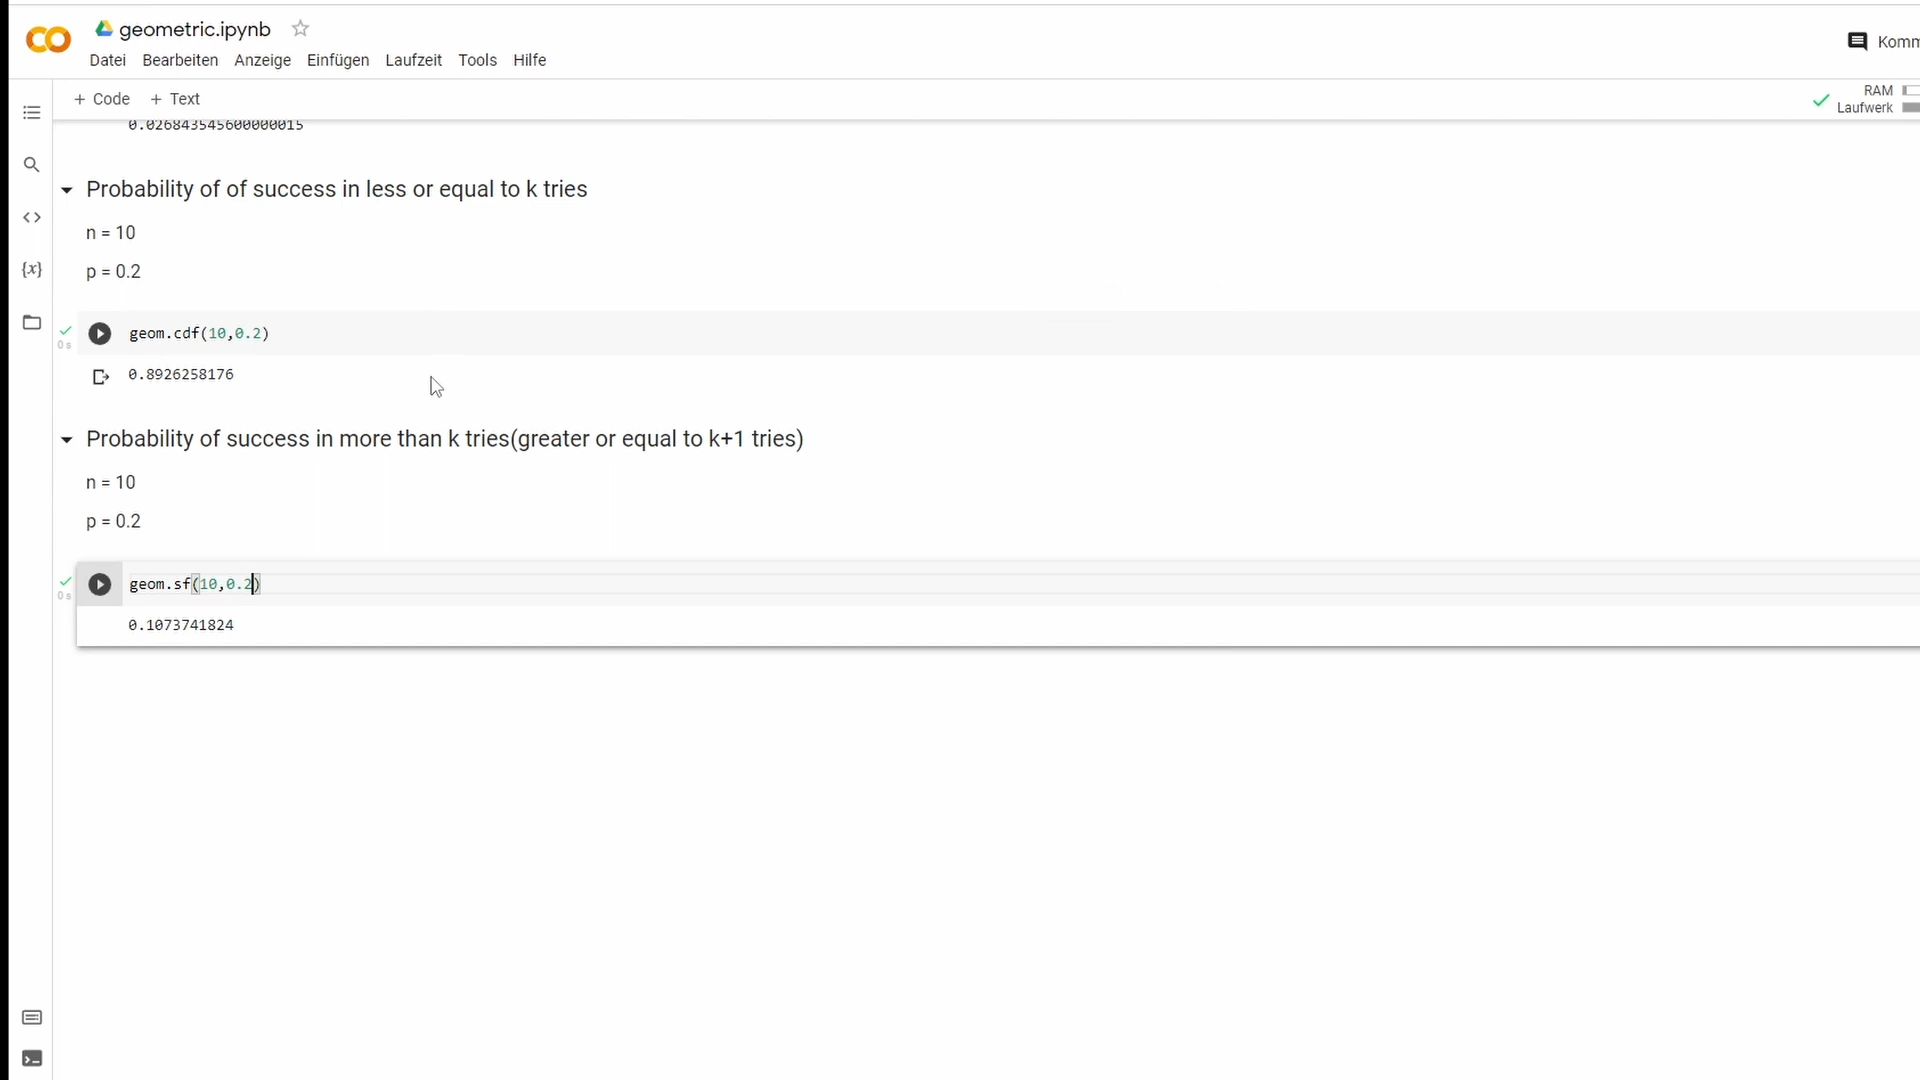 geometric.ipynb
Datei Bearbeiten Anzeige Einfügen Laufzeit Tools Hilfe
Komm
+ Code + Text
RAM
Laufwerk
0.026843545600000015
Probability of of success in less or equal to k tries
n = 10
p = 0.2
geom.cdf(10,0.2)
0 s
0.8926258176
Probability of success in more than k tries(greater or equal to k+1 tries)
n = 10
p = 0.2
geom.sf(10,0.2)
0 s
0.1073741824